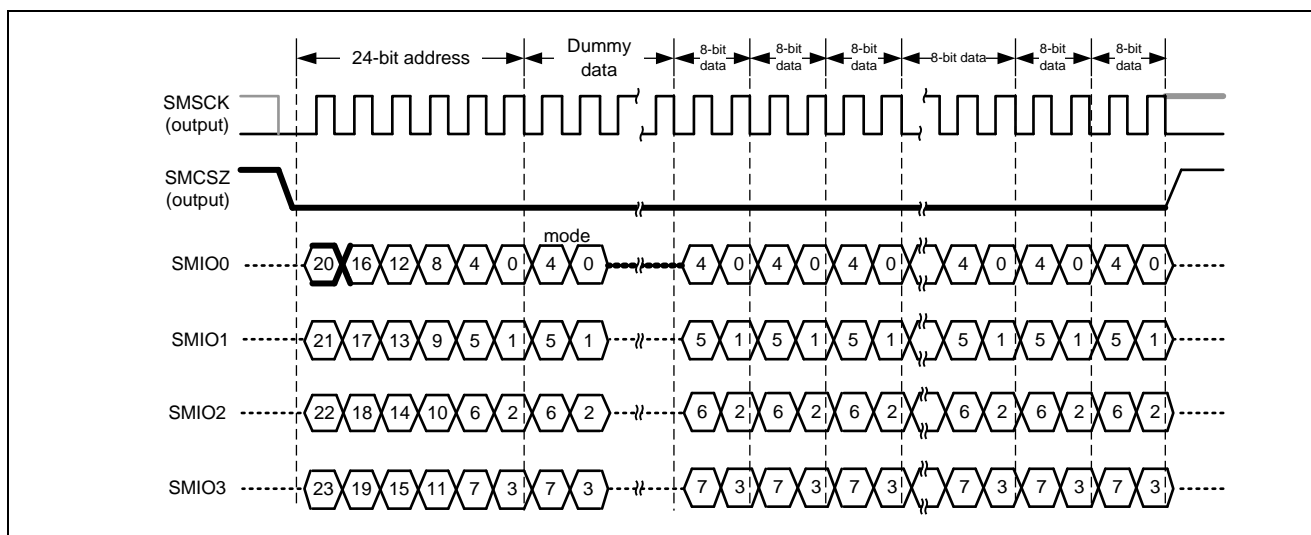 24-bit address
Dummy
data
8-bit
data
8-bit
data
8-bit
data
8-bit data
8-bit
data
8-bit
data
SMSCK
(output)
SMCSZ
(output)
mode
SMIO0 20 16 12 8 4 0 4 0 4 0 4 0 4 0 4 0 4 0 4 0
SMIO1 21 17 13 9 5 1 5 1 5 1 5 1 5 1 5 1 5 1 5 1
SMIO2 22 18 14 10 6 2 6 2 6 2 6 2 6 2 6 2 6 2 6 2
SMIO3 23 19 15 11 7 3 7 3 7 3 7 3 7 3 7 3 7 3 7 3